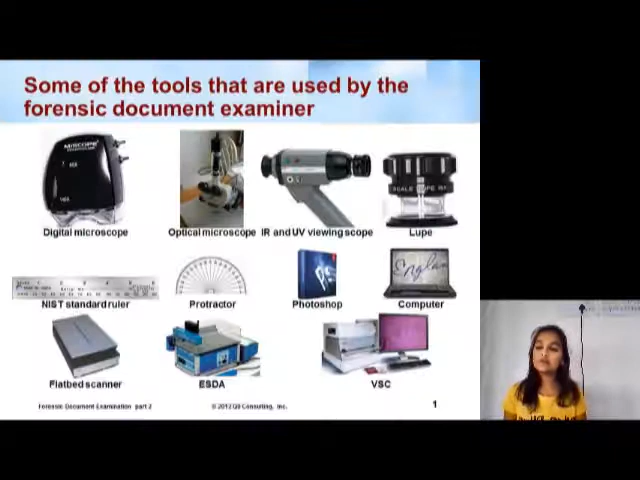 Some of the tools that are used by the
forensic document examiner
MISCOPE
SCALE
Digital microscope
Optical microscope
IR and UV viewing scope
Lupe
NIST standard ruler
Protractor
Photoshop
Computer
Flatbed scanner
ESDA
VSC
Forensic Document Examination part 2
Consulting, Inc.
1